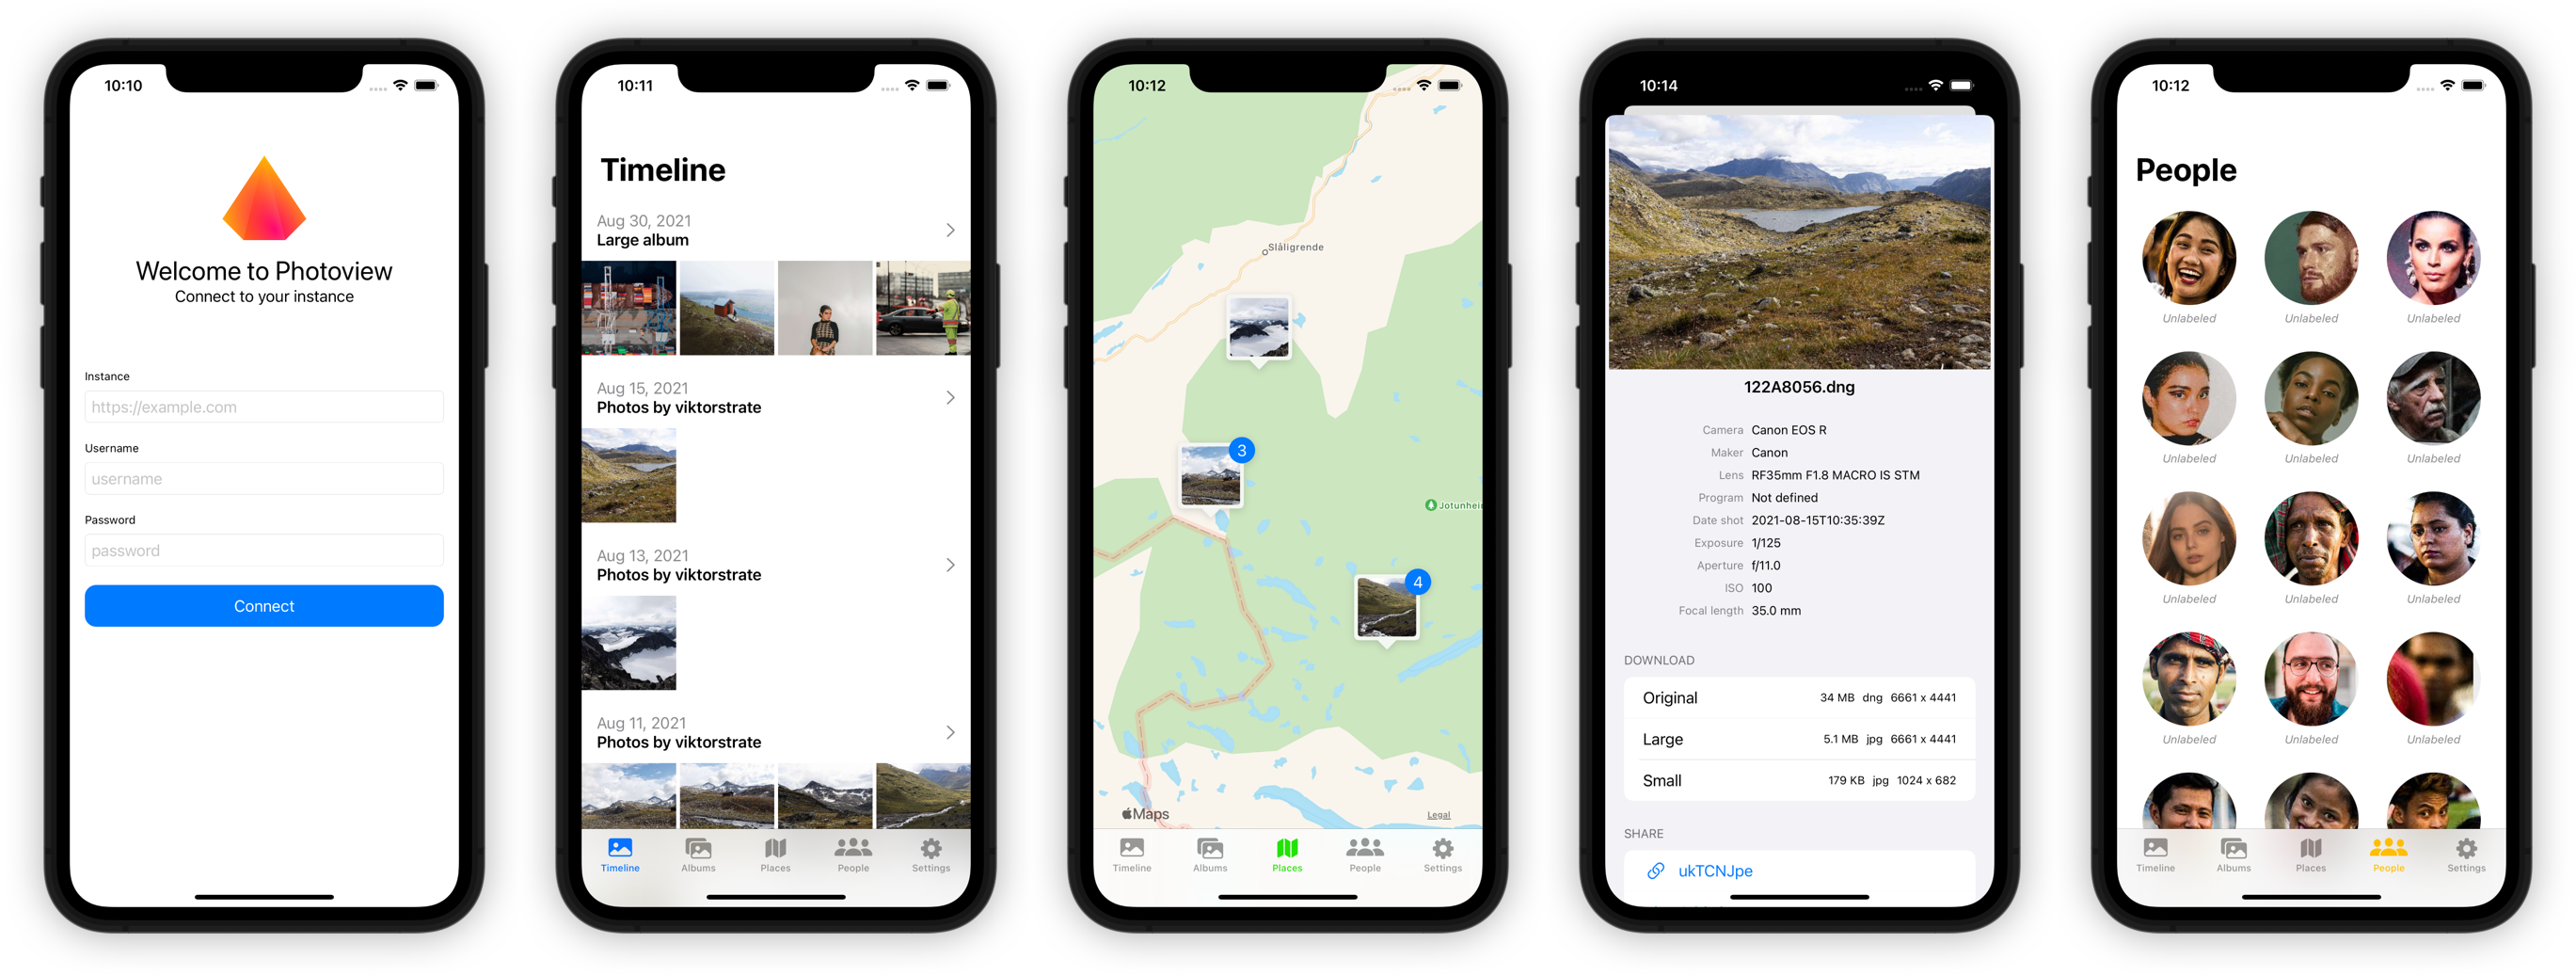 10:10
Welcome to Photoview
Connect to your instance
Instance
https://example.com
Username
username
Password
password
Connect
10:11
Timeline
Aug 30, 2021
Large album
Aug 15, 2021
Photos by viktorstrate
Aug 13, 2021
Photos by viktorstrate
Aug 11, 2021
Photos by viktorstrate
Timeline Albums Places People Settings
10:12
Slåligrende
3
Jotunhei
4
Maps Legal
Timeline Albums Places People Settings
10:14
122A8056.dng
Camera Canon EOS R
Maker Canon
Lens RF35mm F1.8 MACRO IS STM
Program Not defined
Date shot 2021-08-15T10:35:39Z
Exposure 1/125
Aperture f/11.0
ISO 100
Focal length 35.0 mm
DOWNLOAD
Original 34 MB dng 6661 x 4441
Large 5.1 MB jpg 6661 x 4441
Small 179 KB jpg 1024 x 682
SHARE
ukTCNJpe
10:12
People
Unlabeled Unlabeled Unlabeled
Unlabeled Unlabeled Unlabeled
Unlabeled Unlabeled Unlabeled
Unlabeled Unlabeled Unlabeled
Timeline Albums Places People Settings